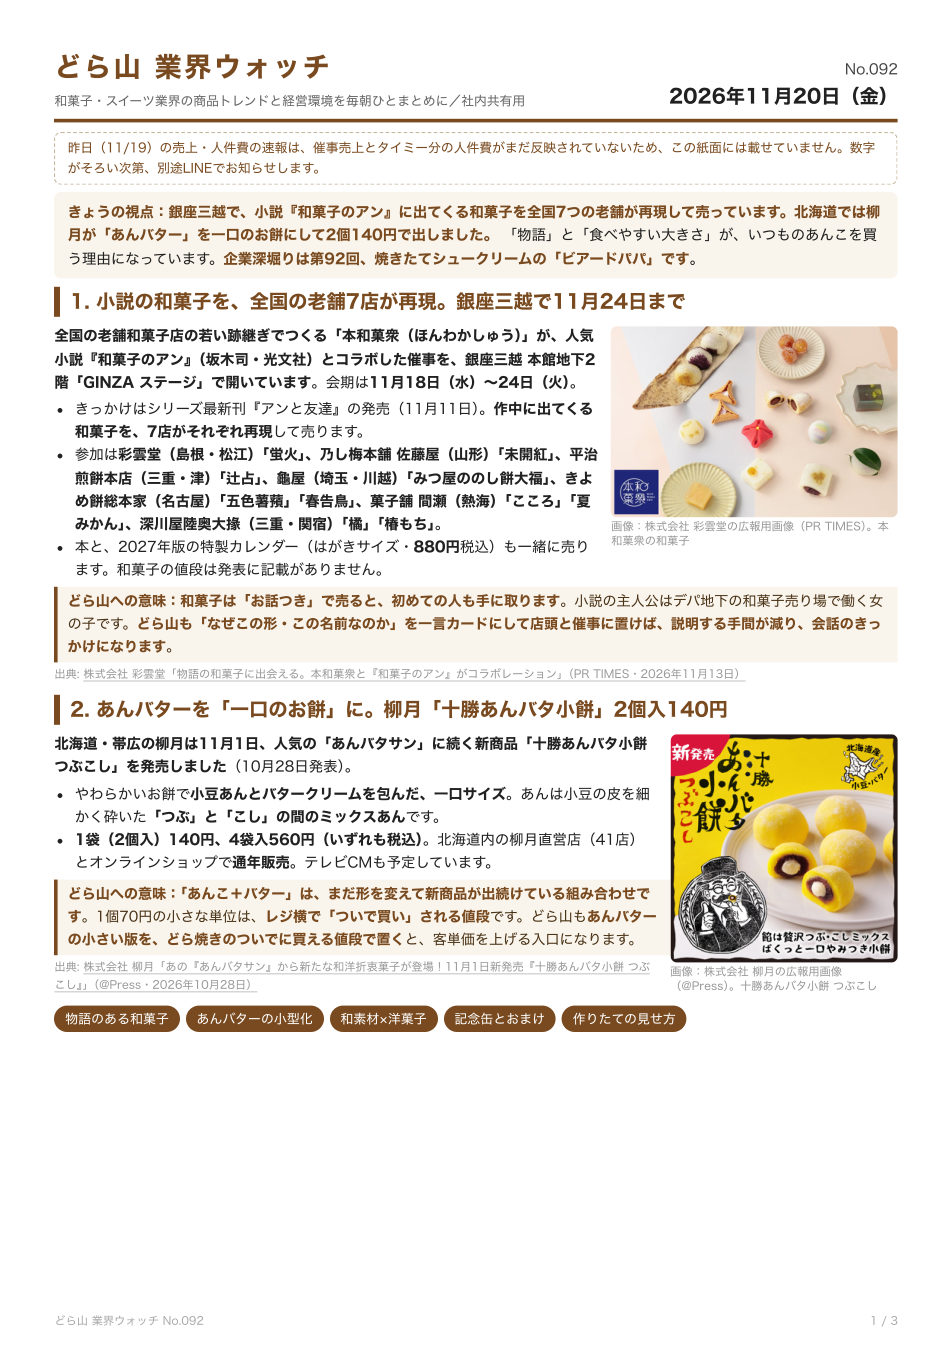 どら山 業界ウォッチ
No.092
和菓子・スイーツ業界の商品トレンドと経営環境を毎朝ひとまとめに／社内共有用
2026年11月20日（金）
昨日（11/19）の売上・人件費の速報は、催事売上とタイミー分の人件費がまだ反映されていないため、この紙面には載せていません。数字
がそろい次第、別途LINEでお知らせします。
きょうの視点：銀座三越で、小説『和菓子のアン』に出てくる和菓子を全国7つの老舗が再現して売っています。北海道では柳
月が「あんバター」を一口のお餅にして2個140円で出しました。 「物語」と「食べやすい大きさ」が、いつものあんこを買
う理由になっています。企業深堀りは第92回、焼きたてシュークリームの「ビアードパパ」です。
1. 小説の和菓子を、全国の老舗7店が再現。銀座三越で11月24日まで
全国の老舗和菓子店の若い跡継ぎでつくる「本和菓衆（ほんわかしゅう）」が、人気
小説『和菓子のアン』（坂木司・光文社）とコラボした催事を、銀座三越 本館地下2
階「GINZA ステージ」で開いています。会期は11月18日（水）〜24日（火）。
• きっかけはシリーズ最新刊『アンと友達』の発売（11月11日）。作中に出てくる
和菓子を、7店がそれぞれ再現して売ります。
• 参加は彩雲堂（島根・松江）「蛍火」、乃し梅本舗 佐藤屋（山形）「未開紅」、平治
煎餅本店（三重・津）「辻占」、龜屋（埼玉・川越）「みつ屋ののし餅大福」、きよ
め餅総本家（名古屋）「五色薯蕷」「春告鳥」、菓子舗 間瀬（熱海）「こころ」「夏
みかん」、深川屋陸奥大掾（三重・関宿）「橘」「椿もち」。
• 本と、2027年版の特製カレンダー（はがきサイズ・880円税込）も一緒に売り
ます。和菓子の値段は発表に記載がありません。
本和
菓衆
画像：株式会社 彩雲堂の広報用画像（PR TIMES）。本
和菓衆の和菓子
どら山への意味：和菓子は「お話つき」で売ると、初めての人も手に取ります。小説の主人公はデパ地下の和菓子売り場で働く女
の子です。どら山も「なぜこの形・この名前なのか」を一言カードにして店頭と催事に置けば、説明する手間が減り、会話のきっ
かけになります。
出典: 株式会社 彩雲堂「物語の和菓子に出会える。本和菓衆と『和菓子のアン』がコラボレーション」（PR TIMES・2026年11月13日）
2. あんバターを「一口のお餅」に。柳月「十勝あんバタ小餅」2個入140円
北海道・帯広の柳月は11月1日、人気の「あんバタサン」に続く新商品「十勝あんバタ小餅
つぶこし」を発売しました（10月28日発表）。
• やわらかいお餅で小豆あんとバタークリームを包んだ、一口サイズ。あんは小豆の皮を細
かく砕いた「つぶ」と「こし」の間のミックスあんです。
• 1袋（2個入）140円、4袋入560円（いずれも税込）。北海道内の柳月直営店（41店）
とオンラインショップで通年販売。テレビCMも予定しています。
どら山への意味：「あんこ＋バター」は、まだ形を変えて新商品が出続けている組み合わせで
す。1個70円の小さな単位は、レジ横で「ついで買い」される値段です。どら山もあんバター
の小さい版を、どら焼きのついでに買える値段で置くと、客単価を上げる入口になります。
出典: 株式会社 柳月「あの『あんバタサン』から新たな和洋折衷菓子が登場！11月1日新発売『十勝あんバタ小餅 つぶ
こし』」（@Press・2026年10月28日）
新発売
十勝
あんバタ
小餅
つぶこし
北海道産
小豆・バター
餡は贅沢つぶ・こしミックス
ぱくっと一口やみつき小餅
画像：株式会社 柳月の広報用画像
（@Press）。十勝あんバタ小餅 つぶこし
物語のある和菓子
あんバターの小型化
和素材×洋菓子
記念缶とおまけ
作りたての見せ方
どら山 業界ウォッチ No.092
1 / 3